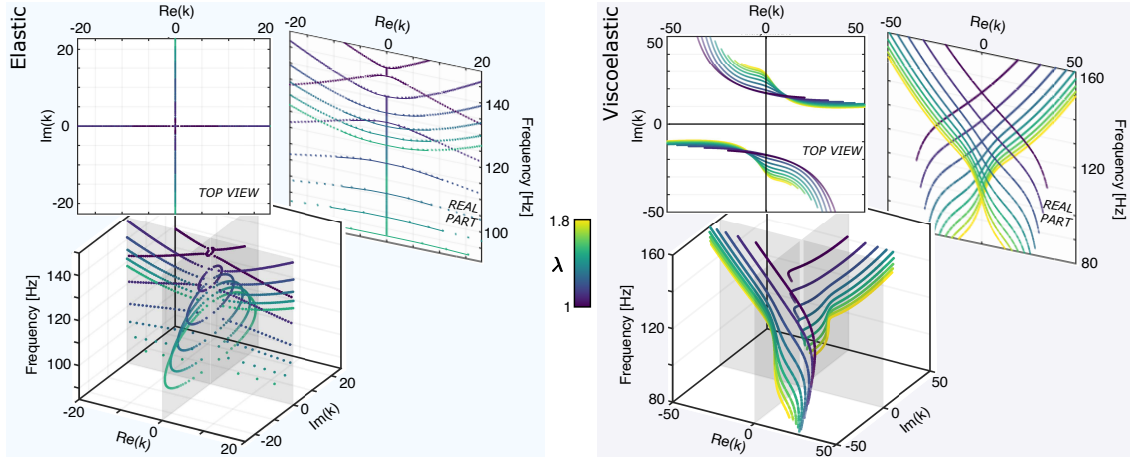 Elastic
Re(k)
-20 0 20
20
0
-20
Im(k)
TOP VIEW
Re(k)
-20
0
20
140
120
100
Frequency [Hz]
REAL
PART
140
120
100
Frequency [Hz]
-20
0
20
Re(k)
-20
0
20
Im(k)
1.8
λ
1
Viscoelastic
Re(k)
-50 0 50
50
0
-50
Im(k)
TOP VIEW
Re(k)
-50
0
50
160
120
80
Frequency [Hz]
REAL
PART
160
120
80
Frequency [Hz]
-50
0
50
Re(k)
-50
0
50
Im(k)